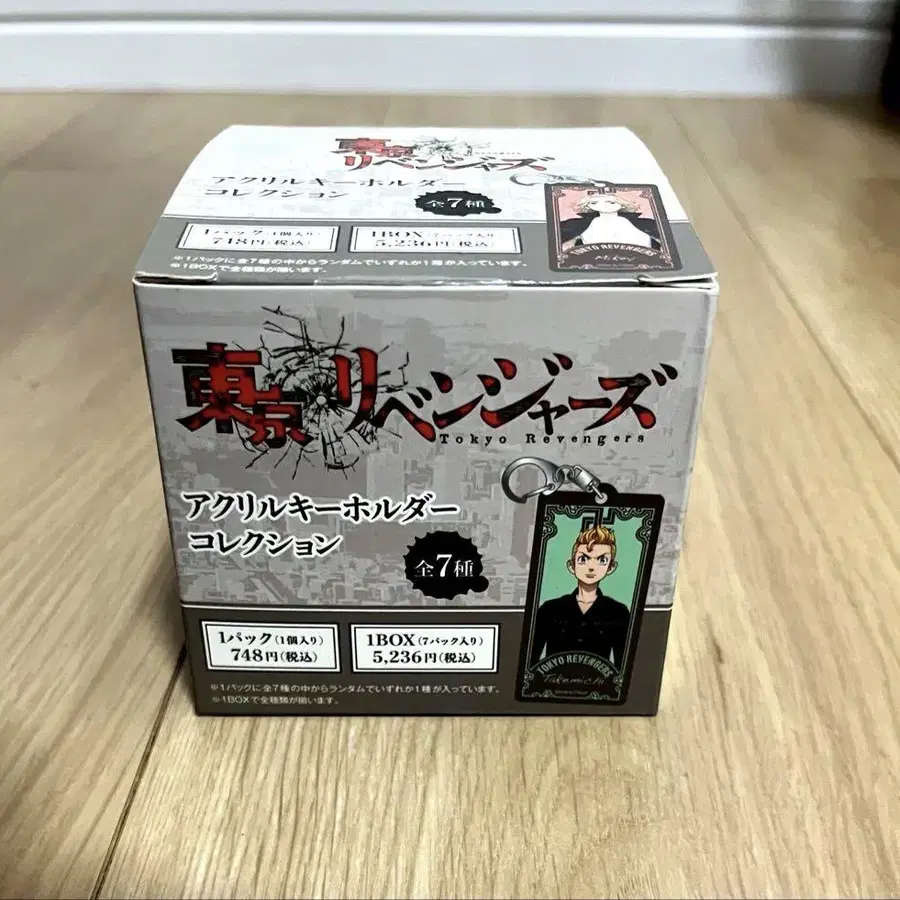 東京リベンジャーズ
アクリルキーホルダー
コレクション
全7種
1パック(1個入り)
748円(税込)
1BOX(7パック入り)
5,236円(税込)
※1パックに全7種の中からランダムでいずれか1種が入っています。
※1BOXで全種類が揃います。
TOKYO REVENGERS
Mikey
東京リベンジャーズ
Tokyo Revengers
アクリルキーホルダー
コレクション
全7種
1パック(1個入り)
748円(税込)
1BOX(7パック入り)
5,236円(税込)
※1パックに全7種の中からランダムでいずれか1種が入っています。
※1BOXで全種類が揃います。
TOKYO REVENGERS
Takemichi